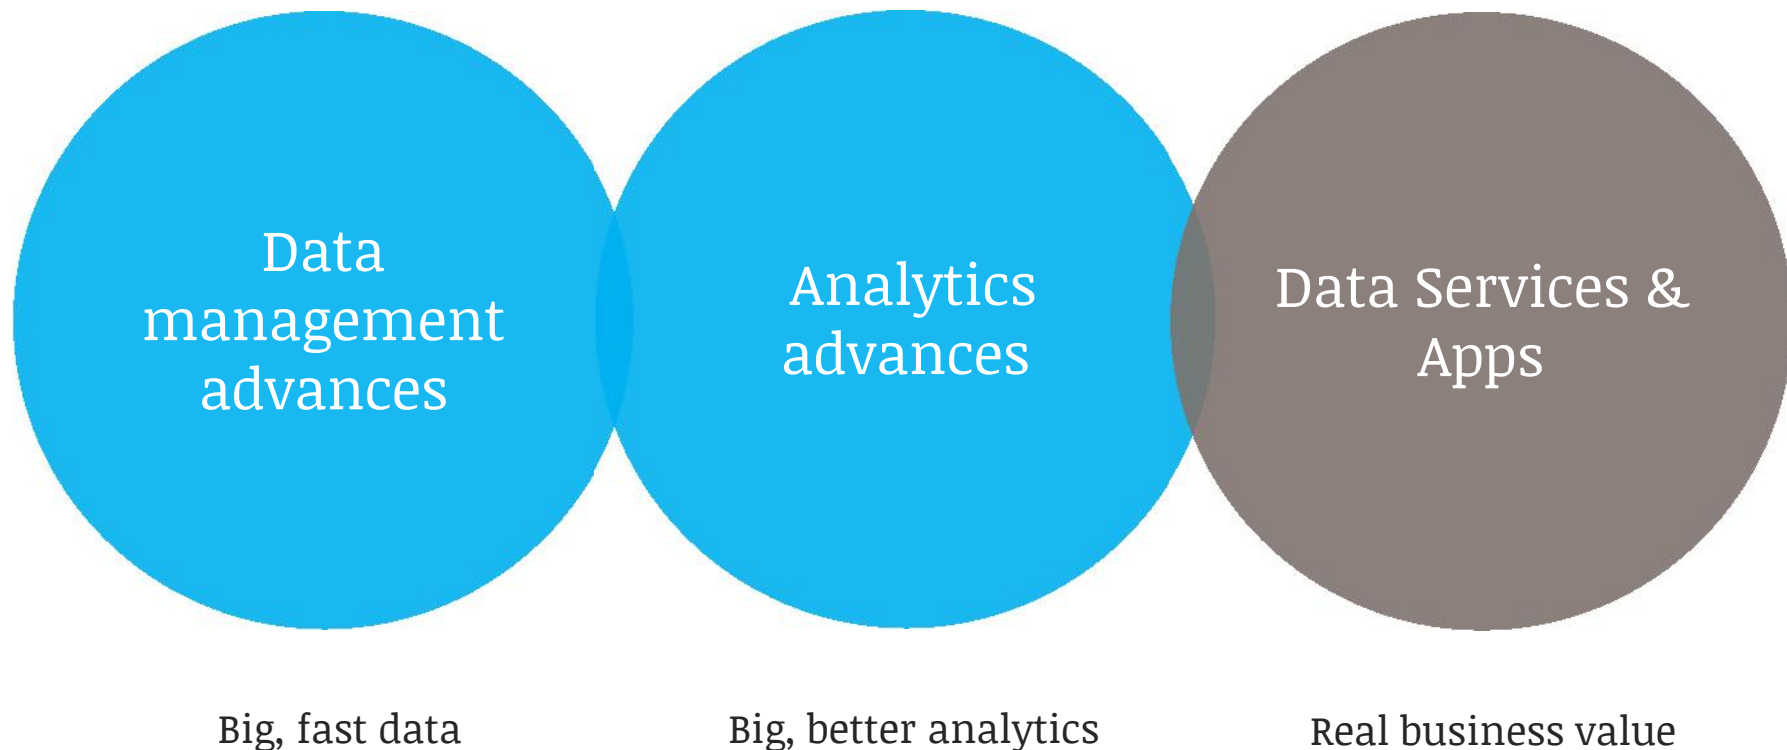 Data
management
advances
Analytics
advances
Data Services &
Apps
Big, fast data
Big, better analytics
Real business value